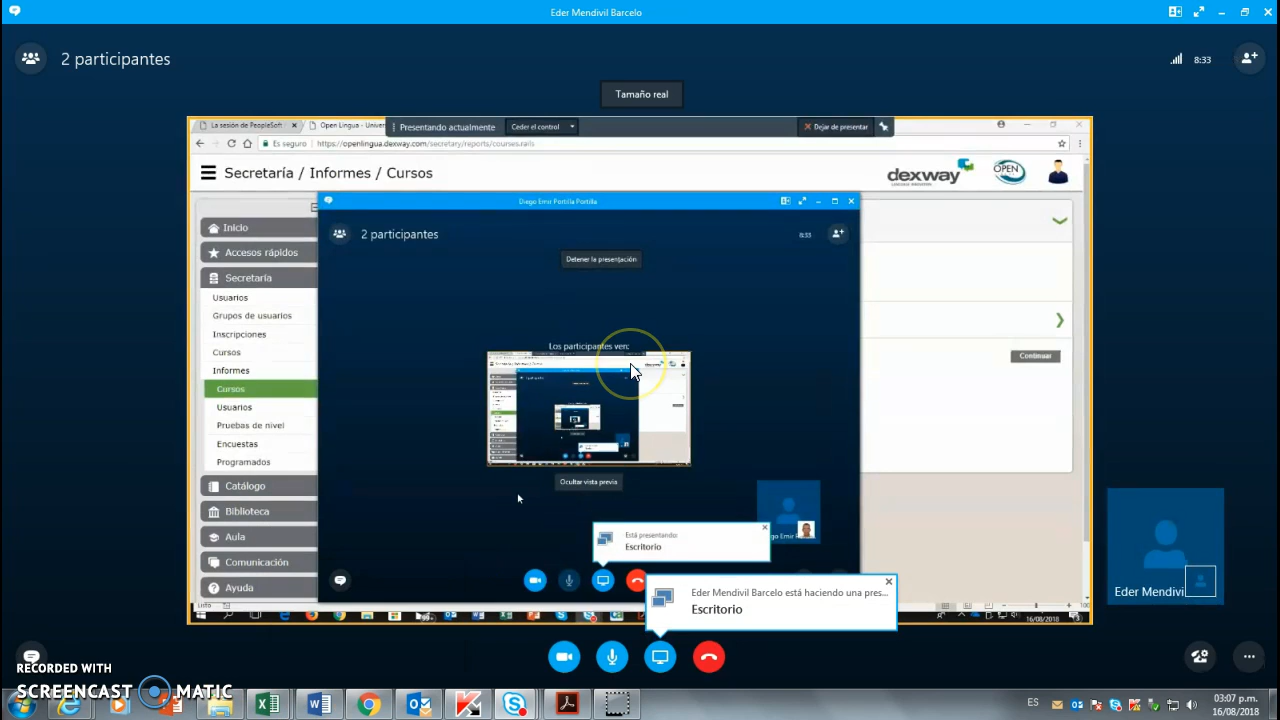 Eder Mendivil Barcelo
2 participantes
8:33
Tamaño real
La sesión de PeopleSoft
Open Lingua - Univer
Presentando actualmente
Ceder el control
Dejar de presentar
Es seguro
https://openlingua.dexway.com/secretary/reports/courses.rails
Secretaría / Informes / Cursos
dexway
OPEN
Diego Emir Portilla Portilla
Inicio
Accesos rápidos
Secretaría
Usuarios
Grupos de usuarios
Inscripciones
Cursos
Informes
Cursos
Usuarios
Pruebas de nivel
Encuestas
Programados
Catálogo
Biblioteca
Aula
Comunicación
Ayuda
2 participantes
8:33
Detener la presentación
Los participantes ven:
Ocultar vista previa
Está presentando:
Escritorio
Continuar
Listo
100
16/08/2018
Eder Mendivil Barcelo está haciendo una pres...
Escritorio
Eder Mendivi
RECORDED WITH
SCREENCAST MATIC
ES
03:07 p.m.
16/08/2018